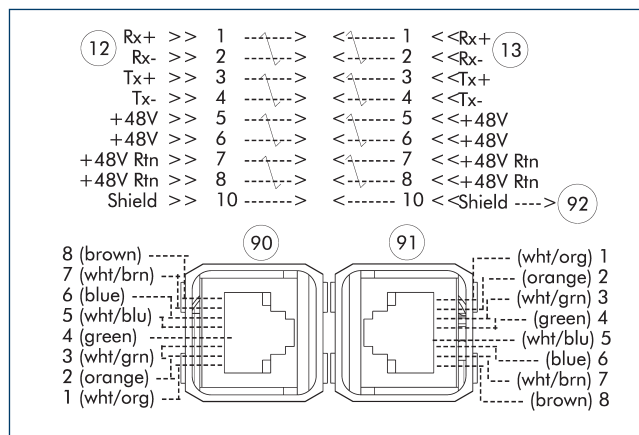 12 Rx+ >> 1 ------> <------ 1 <<Rx+ 13
Rx- >> 2 ------> <------ 2 <<Rx-
Tx+ >> 3 ------> <------ 3 <<Tx+
Tx- >> 4 ------> <------ 4 <<Tx-
+48V >> 5 ------> <------ 5 <<+48V
+48V >> 6 ------> <------ 6 <<+48V
+48V Rtn >> 7 ------> <------ 7 <<+48V Rtn
+48V Rtn >> 8 ------> <------ 8 <<+48V Rtn
Shield >> 10 ------> <------ 10 <<Shield ----> 92
90 91
8 (brown)
7 (wht/brn)
6 (blue)
5 (wht/blu)
4 (green)
3 (wht/grn)
2 (orange)
1 (wht/org)
(wht/org) 1
(orange) 2
(wht/grn) 3
(green) 4
(wht/blu) 5
(blue) 6
(wht/brn) 7
(brown) 8